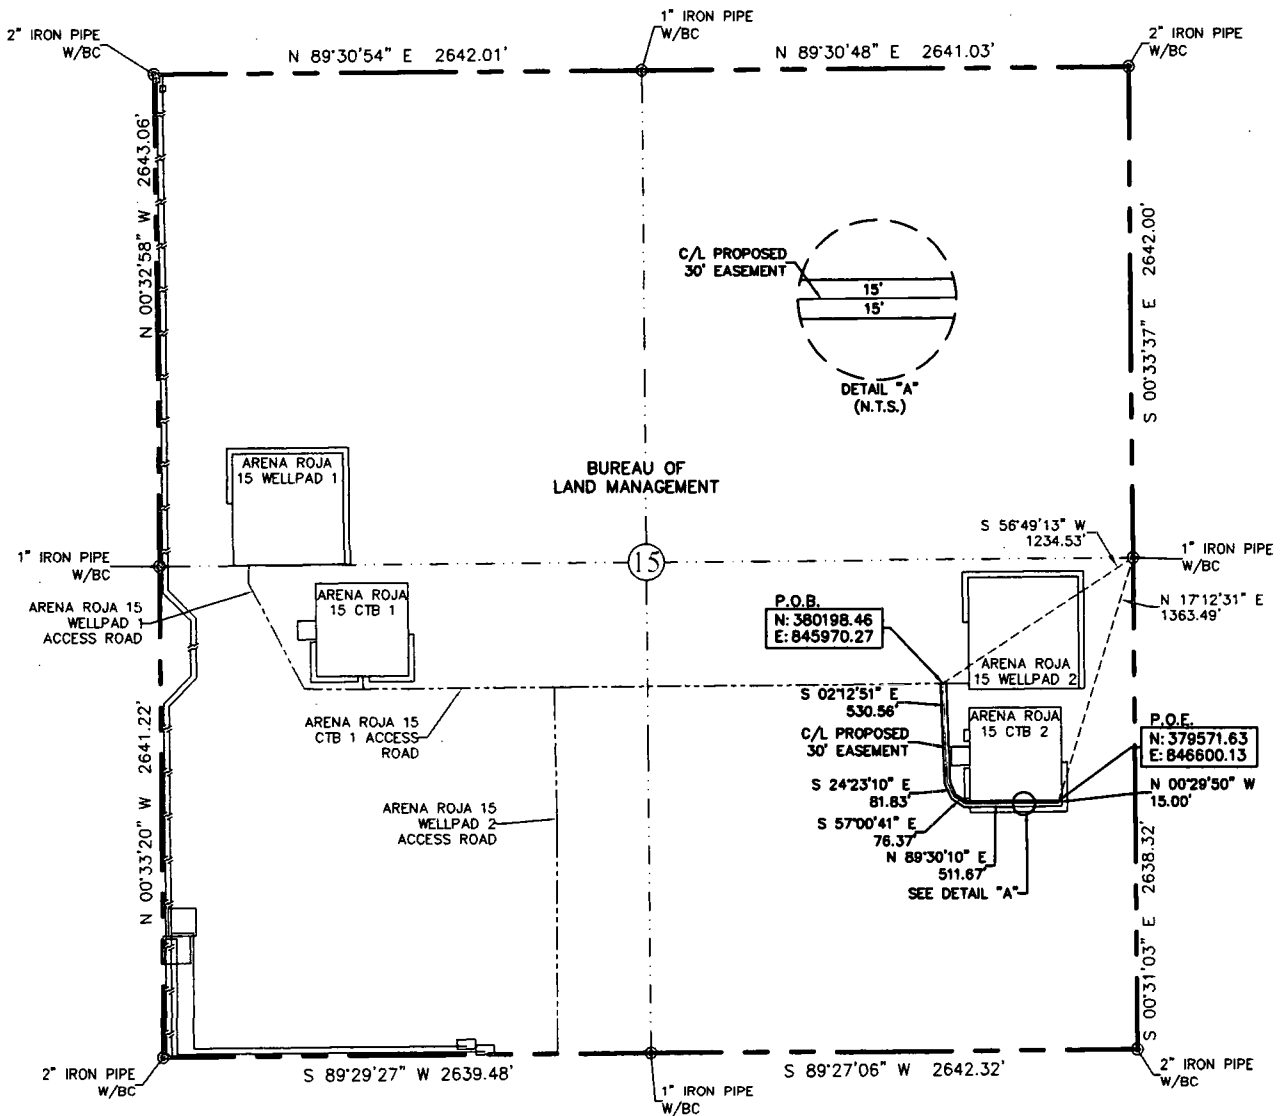 2" IRON PIPE
W/BC
N 89°30'54" E 2642.01'
1" IRON PIPE
W/BC
N 89°30'48" E 2641.03'
2" IRON PIPE
W/BC
N 00°32'58" W 2643.06'
S 00°33'37" E 2642.00'
C/L PROPOSED
30' EASEMENT
15'
15'
DETAIL "A"
(N.T.S.)
ARENA ROJA
15 WELLPAD 1
BUREAU OF
LAND MANAGEMENT
S 56°49'13" W
1234.53'
1" IRON PIPE
W/BC
15
1" IRON PIPE
W/BC
ARENA ROJA 15
WELLPAD 1
ACCESS ROAD
ARENA ROJA
15 CTB 1
P.O.B.
N: 380198.46
E: 845970.27
N 17°12'31" E
1363.49'
ARENA ROJA
15 WELLPAD 2
S 02°12'51" E
530.56'
ARENA ROJA 15
CTB 1 ACCESS
ROAD
C/L PROPOSED
30' EASEMENT
ARENA ROJA
15 CTB 2
P.O.E.
N: 379571.63
E: 846600.13
N 00°33'20" W 2641.22'
S 24°23'10" E
81.83'
N 00°29'50" W
15.00'
ARENA ROJA 15
WELLPAD 2
ACCESS ROAD
S 57°00'41" E
76.37'
N 89°30'10" E
511.67'
SEE DETAIL "A"
S 00°31'03" E 2638.32'
2" IRON PIPE
W/BC
S 89°29'27" W 2639.48'
1" IRON PIPE
W/BC
S 89°27'06" W 2642.32'
2" IRON PIPE
W/BC